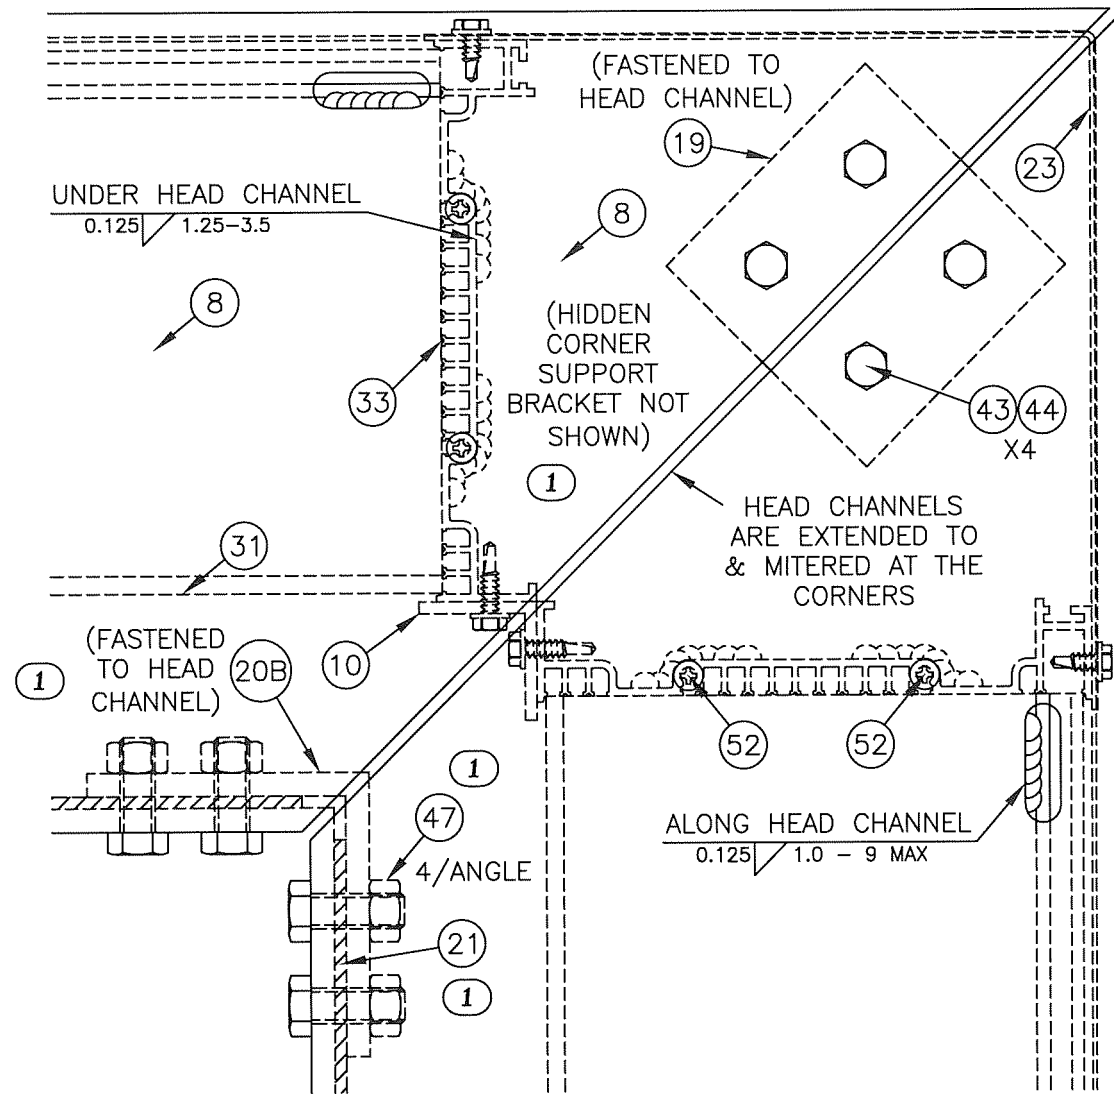 (FASTENED TO
HEAD CHANNEL)
19
23
UNDER HEAD CHANNEL
0.125 1.25-3.5
8
8
(HIDDEN
CORNER
SUPPORT
BRACKET NOT
SHOWN)
33
43 44
X4
1
HEAD CHANNELS
ARE EXTENDED TO
& MITERED AT THE
CORNERS
31
(FASTENED
TO HEAD
CHANNEL)
20B
10
1
52
52
1
47
4/ANGLE
ALONG HEAD CHANNEL
0.125 1.0 - 9 MAX
21
1